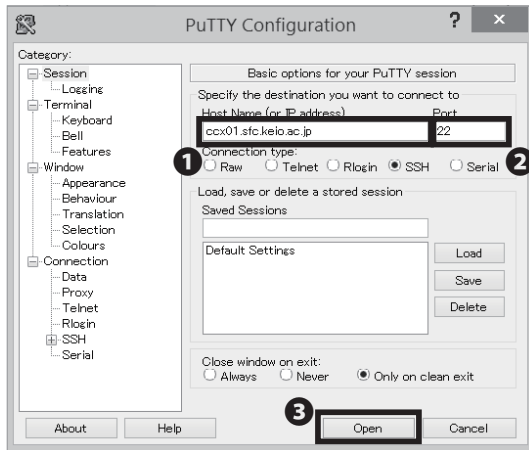 PuTTY Configuration
? ×
Category:
Session
Logging
Terminal
Keyboard
Bell
Features
Window
Appearance
Behaviour
Translation
Selection
Colours
Connection
Data
Proxy
Telnet
Rlogin
SSH
Serial
Basic options for your PuTTY session
Specify the destination you want to connect to
Host Name (or IP address) Port
ccx01.sfc.keio.ac.jp 22
Connection type:
1 Raw Telnet Rlogin SSH Serial 2
Load, save or delete a stored session
Saved Sessions
Default Settings
Load
Save
Delete
Close window on exit:
Always Never Only on clean exit
3
About Help Open Cancel